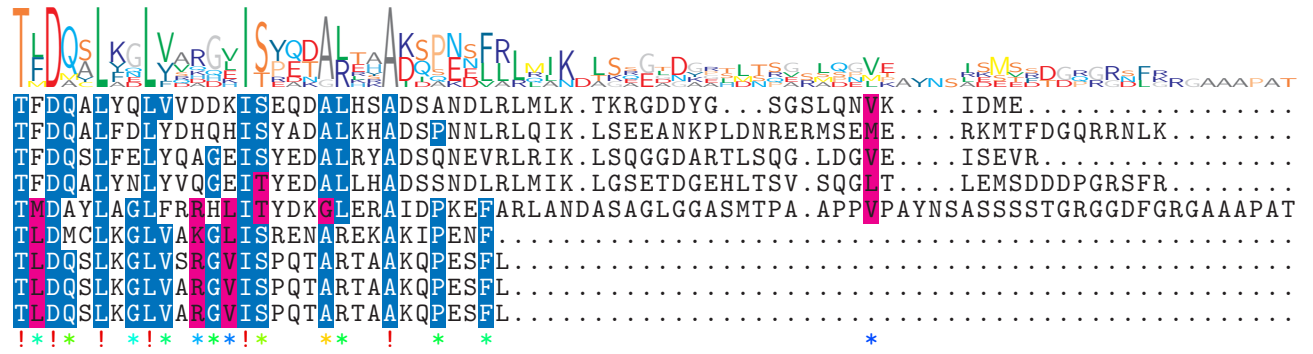 TFDQALYQLVVDDKISEQDALHSADSANDLRLMLK.TKRGDDYG...SGSLQNVK....IDME.................
TFDQALFDLYDHQHISYADALKHADSPNNLRLQIK.LSEEANKPLDNRERMSEME....RKMTFDGQRRNLK........
TFDQSLFELYQAGEISYEDALRYADSQNEVRLRIK.LSQGGDARTLSQG.LDGVE....ISEVR................
TFDQALYNLYVQGEITYEDALLHADSSNDLRLMIK.LGSETDGEHLTSV.SQGLT....LEMSDDDPGRSFR........
TMDAYLAGLFRRHLITYDKGLERAIDPKEFARLANDASAGLGGASMTPA.APPVPAYNSASSSSTGRGGDFGRGAAAPAT
TLDMCLKGLVAKGLISRENAREKAKIPENF..................................................
TLDQSLKGLVSRGVISPQTARTAAKQPESFL.................................................
TLDQSLKGLVARGVISPQTARTAAKQPESFL.................................................
TLDQSLKGLVARGVISPQTARTAAKQPESFL.................................................
!*!* ! *!* ***!* ** ! * * *